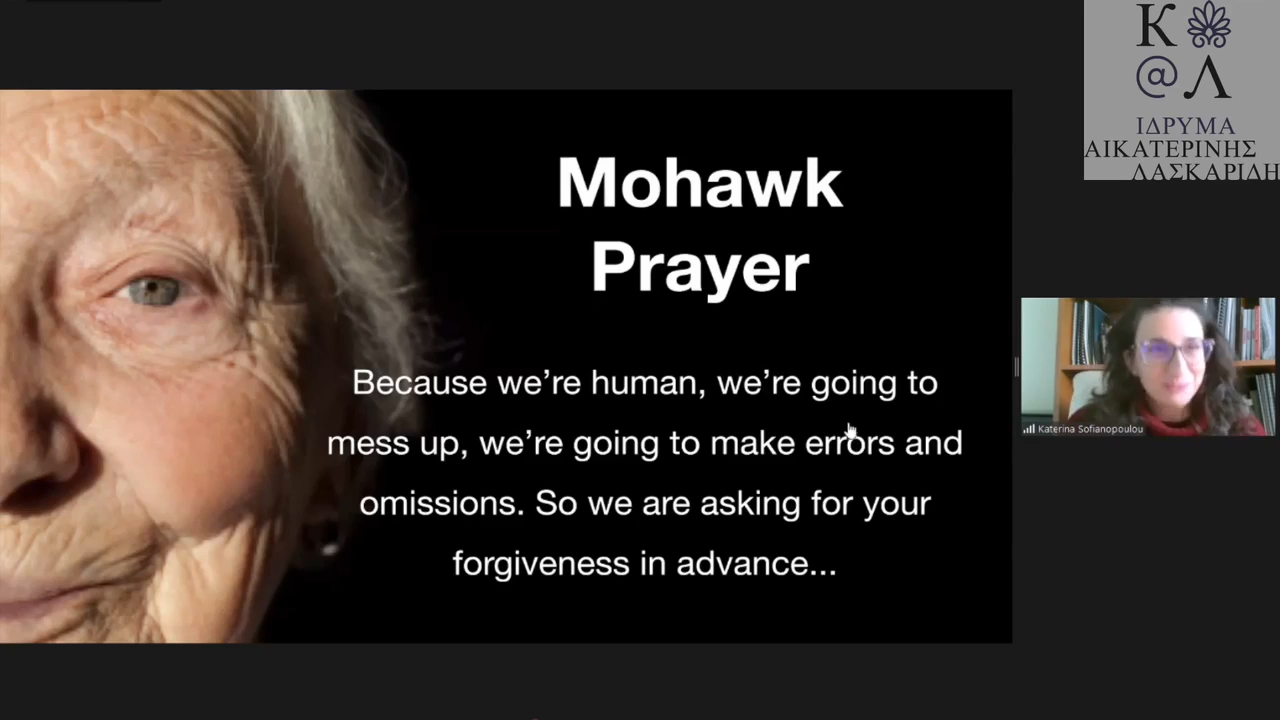 Mohawk
Prayer
Because we’re human, we’re going to
mess up, we’re going to make errors and
omissions. So we are asking for your
forgiveness in advance...
Κ
@Λ
ΙΔΡΥΜΑ
ΑΙΚΑΤΕΡΙΝΗΣ
ΛΑΣΚΑΡΙΔΗ
Katerina Sofianopoulou